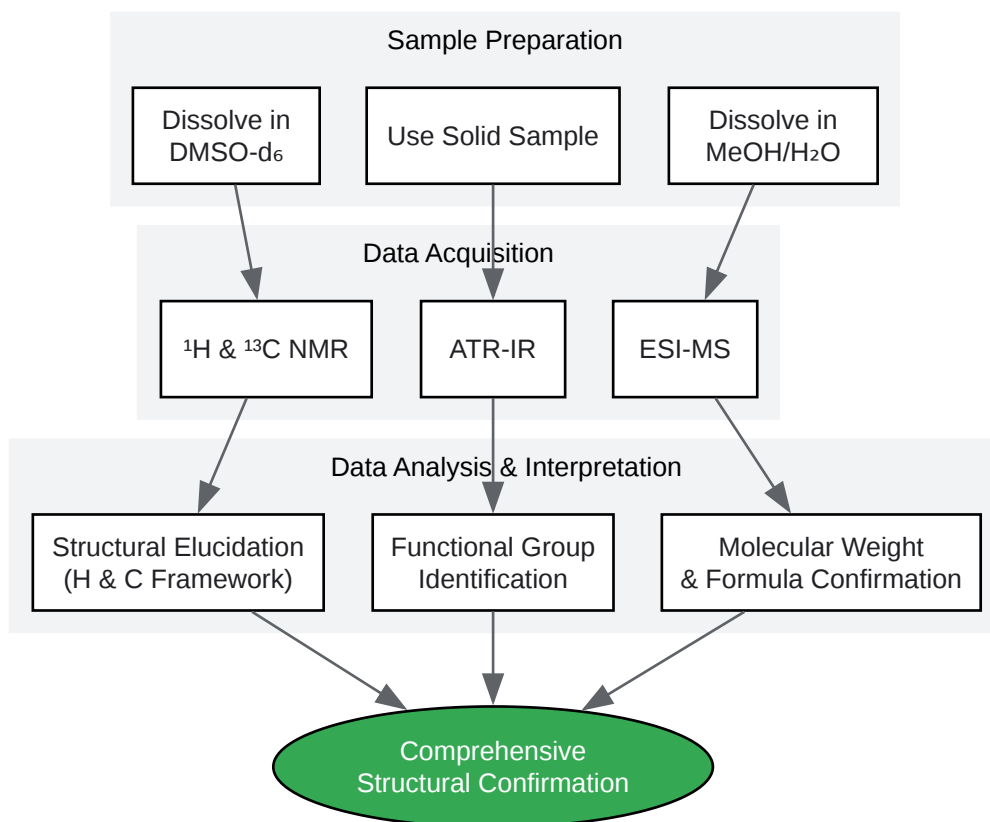 Sample Preparation
Dissolve in
DMSO-d₆
Use Solid Sample
Dissolve in
MeOH/H₂O
Data Acquisition
¹H & ¹³C NMR
ATR-IR
ESI-MS
Data Analysis & Interpretation
Structural Elucidation
(H & C Framework)
Functional Group
Identification
Molecular Weight
& Formula Confirmation
Comprehensive
Structural Confirmation